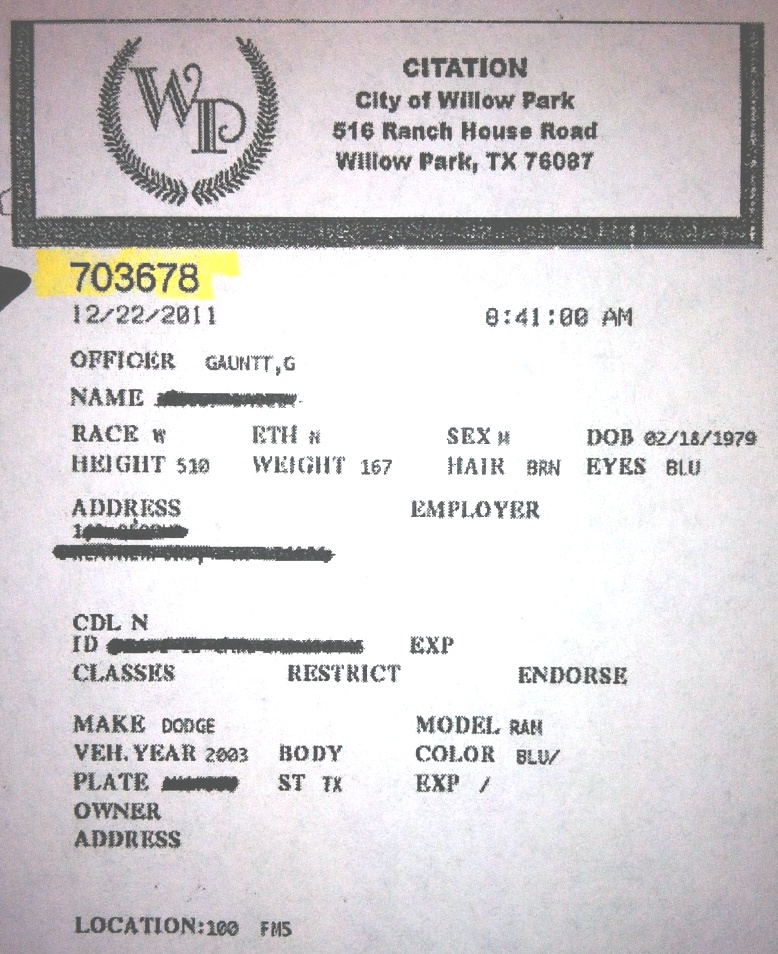 WP
CITATION
City of Willow Park
516 Ranch House Road
Willow Park, TX 76087
703678
12/22/2011 8:41:00 AM
OFFICER GAUNTT,G
NAME
RACE W ETH N SEX M DOB 02/18/1979
HEIGHT 510 WEIGHT 167 HAIR BRN EYES BLU
ADDRESS EMPLOYER
CDL N
ID EXP
CLASSES RESTRICT ENDORSE
MAKE DODGE MODEL RAM
VEH.YEAR 2003 BODY COLOR BLU/
PLATE ST TX EXP /
OWNER
ADDRESS
LOCATION:100 FM5